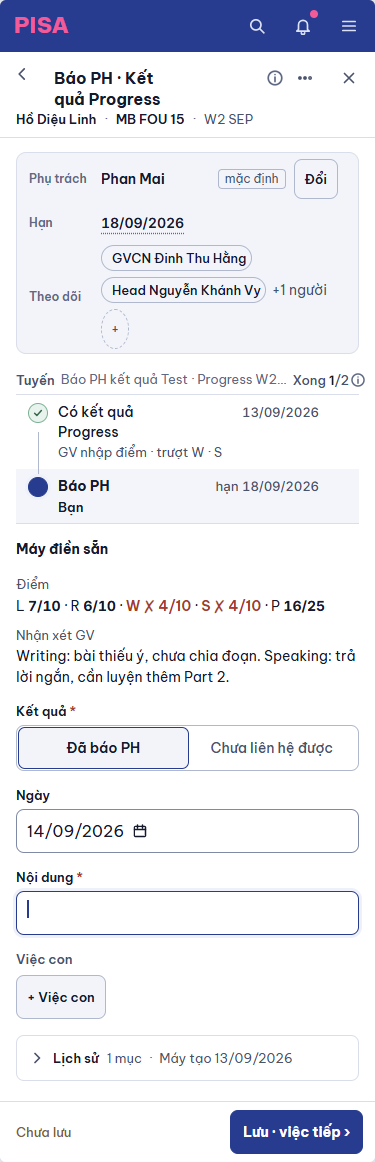 PISA
Báo PH · Kết
quả Progress
Hồ Diệu Linh · MB FOU 15 · W2 SEP
Phụ trách Phan Mai mặc định Đổi
Hạn 18/09/2026
GVCN Đinh Thu Hằng
Theo dõi Head Nguyễn Khánh Vy +1 người
+
Tuyến Báo PH kết quả Test · Progress W2... Xong 1/2
Có kết quả 13/09/2026
Progress
GV nhập điểm · trượt W · S
Báo PH hạn 18/09/2026
Bạn
Máy điền sẵn
Điểm
L 7/10 · R 6/10 · W ✗ 4/10 · S ✗ 4/10 · P 16/25
Nhận xét GV
Writing: bài thiếu ý, chưa chia đoạn. Speaking: trả
lời ngắn, cần luyện thêm Part 2.
Kết quả *
Đã báo PH Chưa liên hệ được
Ngày
14/09/2026
Nội dung *
Việc con
+ Việc con
Lịch sử 1 mục · Máy tạo 13/09/2026
Chưa lưu Lưu · việc tiếp ›